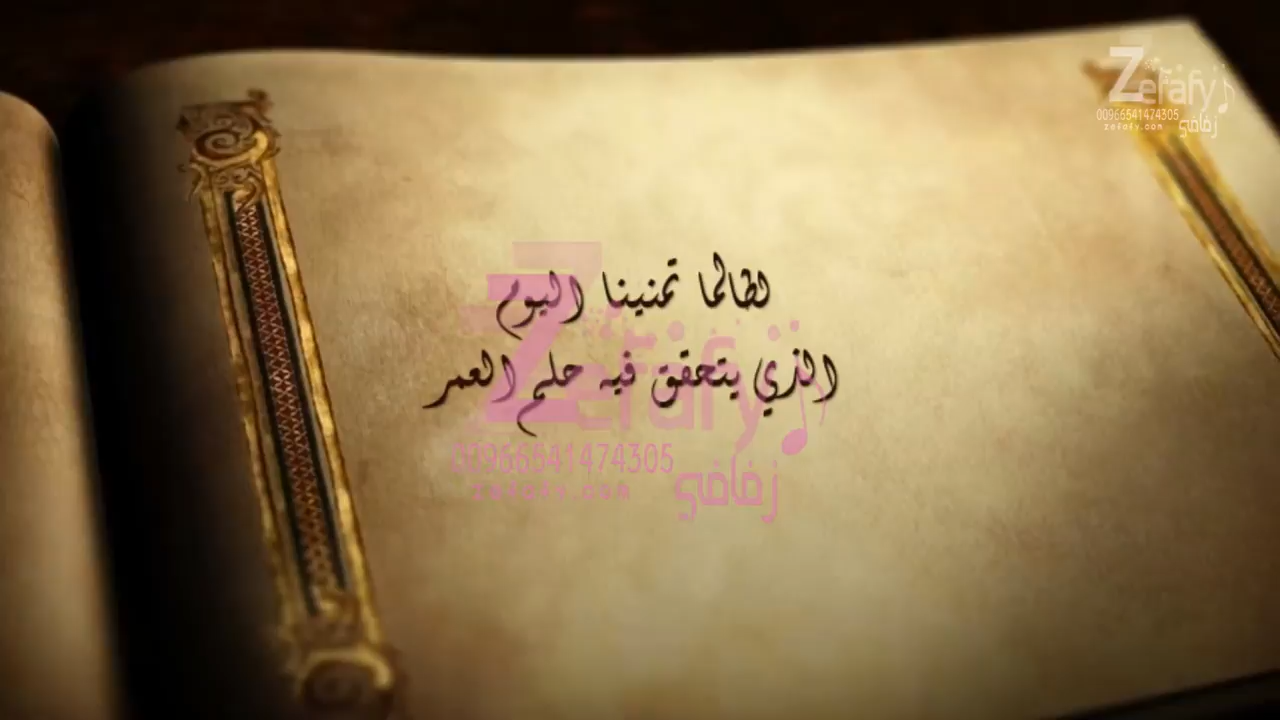 Zefafy
00966541474305
zefafy.com
زفافي
لطالما تمنينا اليوم
الذي يتحقق فيه حلم العمر
Zefafy
00966541474305
zefafy.com
زفافي